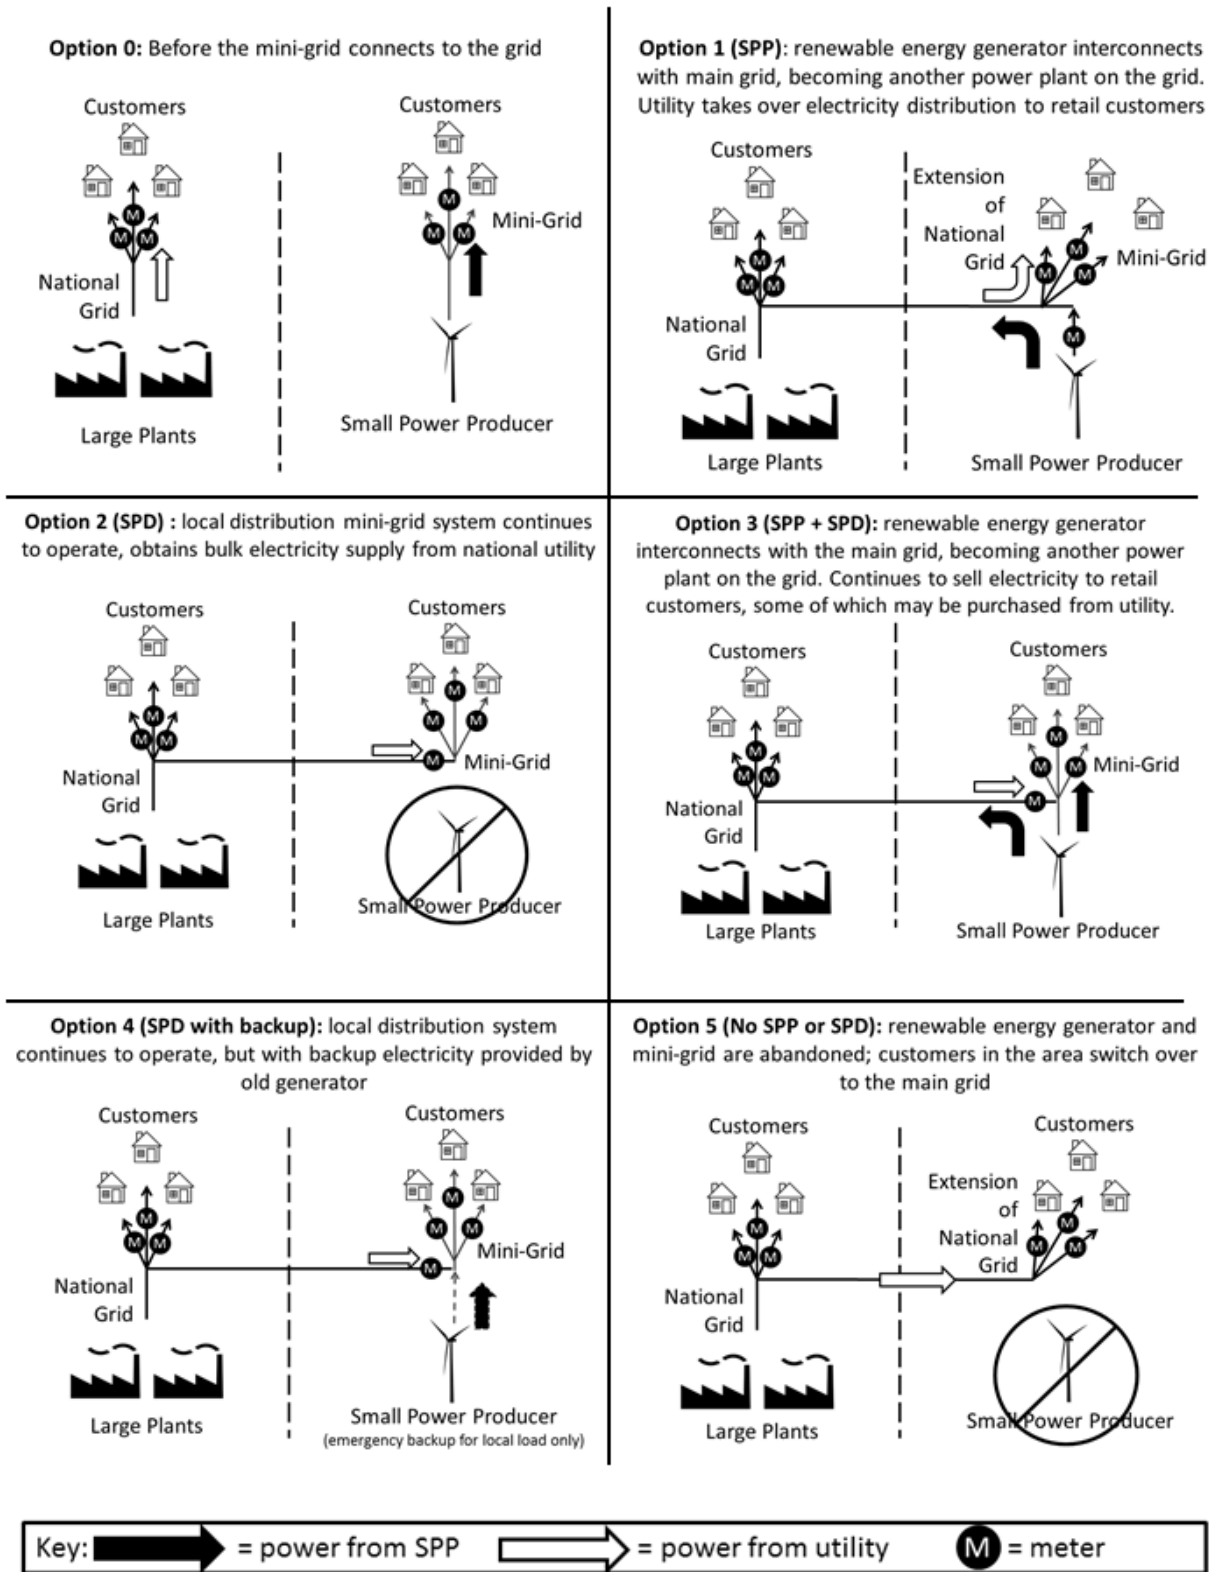 Option 0: Before the mini-grid connects to the grid
Customers
Customers
M
M M
M
M M
Mini-Grid
National
Grid
Large Plants
Small Power Producer
Option 1 (SPP): renewable energy generator interconnects
with main grid, becoming another power plant on the grid.
Utility takes over electricity distribution to retail customers
Customers
Extension
of
National
Grid
M
M M
M
M M
Mini-Grid
National
Grid
M
Large Plants
Small Power Producer
Option 2 (SPD) : local distribution mini-grid system continues
to operate, obtains bulk electricity supply from national utility
Customers
Customers
M
M M
M
M M
M
Mini-Grid
National
Grid
Large Plants
Small Power Producer
Option 3 (SPP + SPD): renewable energy generator
interconnects with the main grid, becoming another power
plant on the grid. Continues to sell electricity to retail
customers, some of which may be purchased from utility.
Customers
Customers
M
M M
M
M M
Mini-Grid
M
National
Grid
Large Plants
Small Power Producer
Option 4 (SPD with backup): local distribution system
continues to operate, but with backup electricity provided by
old generator
Customers
Customers
M
M M
M
M M
Mini-Grid
M
National
Grid
Large Plants
Small Power Producer
(emergency backup for local load only)
Option 5 (No SPP or SPD): renewable energy generator and
mini-grid are abandoned; customers in the area switch over
to the main grid
Customers
Customers
Extension
of
National
Grid
M
M M
M
M M
National
Grid
Large Plants
Small Power Producer
Key: = power from SPP = power from utility M = meter